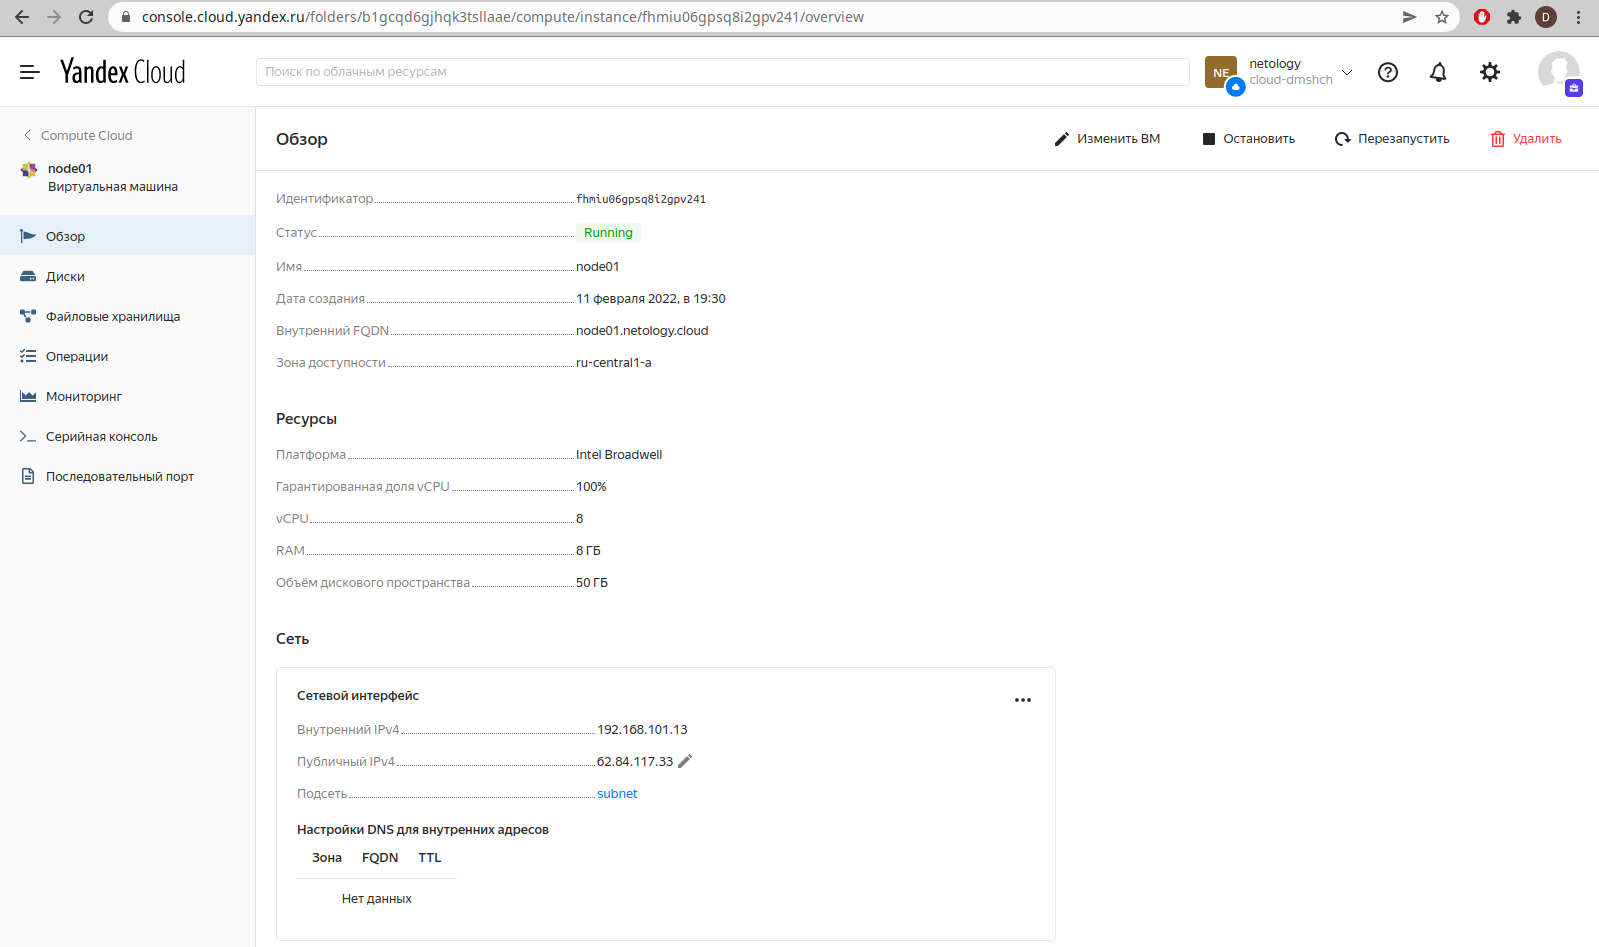 console.cloud.yandex.ru/folders/b1gcqd6gjhqk3tsllaae/compute/instance/fhmiu06gpsq8i2gpv241/overview
D
Yandex Cloud
Поиск по облачным ресурсам
NE
netology
cloud-dmshch
Compute Cloud
node01
Виртуальная машина
Обзор
Диски
Файловые хранилища
Операции
Мониторинг
Серийная консоль
Последовательный порт
Обзор
Изменить ВМ
Остановить
Перезапустить
Удалить
Идентификатор fhmiu06gpsq8i2gpv241
Статус Running
Имя node01
Дата создания 11 февраля 2022, в 19:30
Внутренний FQDN node01.netology.cloud
Зона доступности ru-central1-a
Ресурсы
Платформа Intel Broadwell
Гарантированная доля vCPU 100%
vCPU 8
RAM 8 ГБ
Объём дискового пространства 50 ГБ
Сеть
Сетевой интерфейс
Внутренний IPv4 192.168.101.13
Публичный IPv4 62.84.117.33
Подсеть subnet
Настройки DNS для внутренних адресов
Зона FQDN TTL
Нет данных